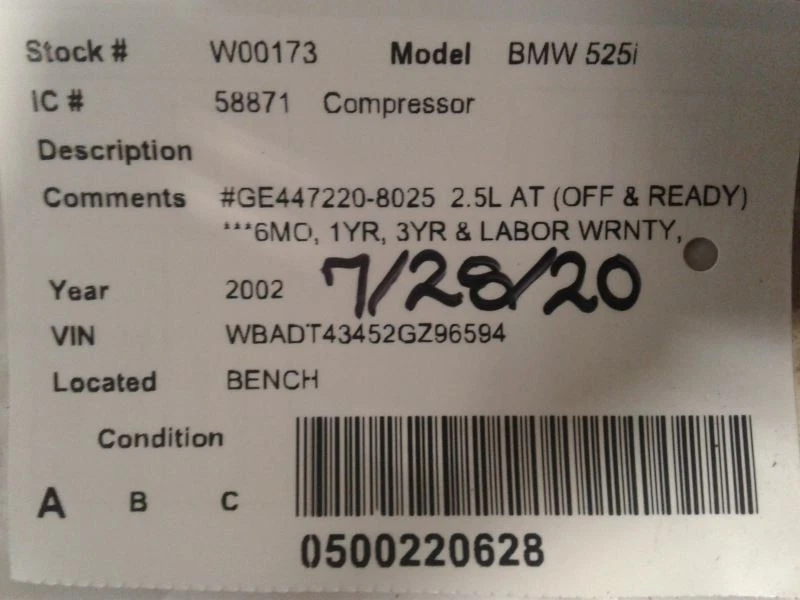 Stock # W00173 Model BMW 525i
IC # 58871 Compressor
Description
Comments #GE447220-8025 2.5L AT (OFF & READY)
***6MO, 1YR, 3YR & LABOR WRNTY,
7/28/20
Year 2002
VIN WBADT43452GZ96594
Located BENCH
Condition
A B C
0500220628